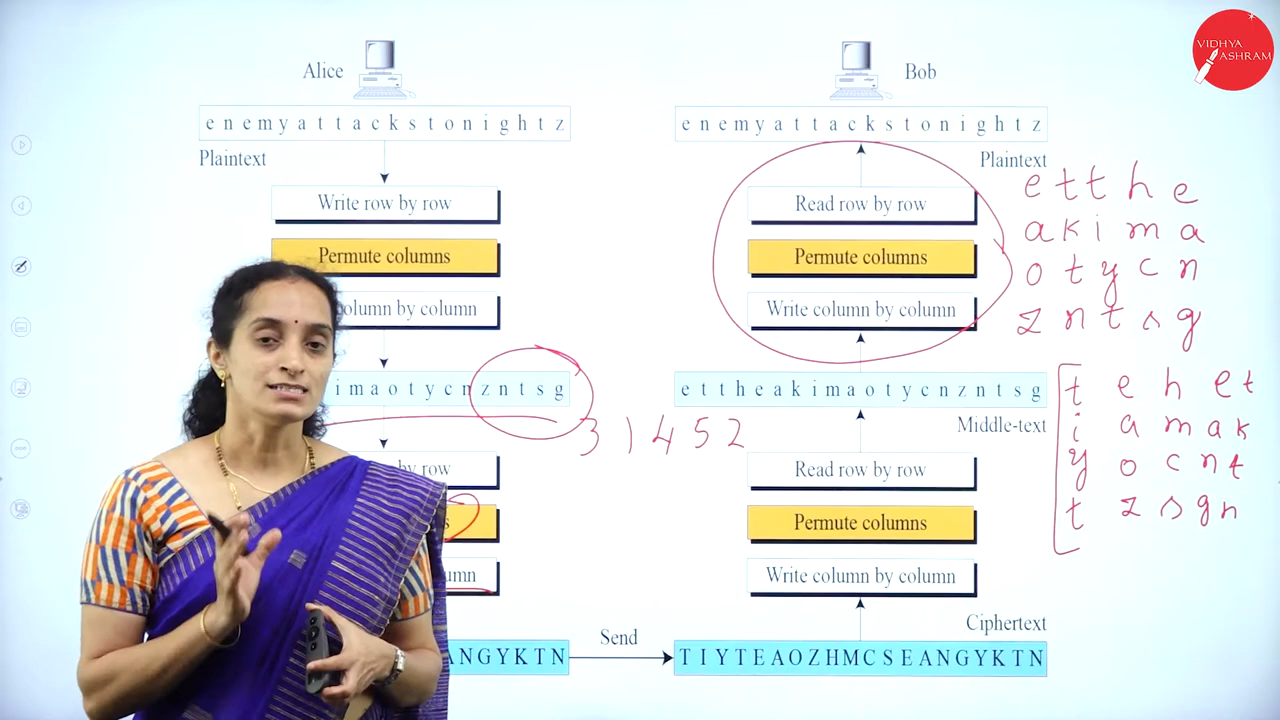 VIDHYA
ASHRAM
Alice
Bob
e n e m y a t t a c k s t o n i g h t z
e n e m y a t t a c k s t o n i g h t z
Plaintext
Plaintext
Write row by row
Read row by row
Permute columns
Permute columns
column by column
Write column by column
e t t h e
a k i m a
o t y c n
z n t s g
i m a o t y c n z n t s g
e t t h e a k i m a o t y c n z n t s g
Middle-text
3 1 4 5 2
t e h e t
i a m a k
y o c n t
t z s g n
by row
Read row by row
s
Permute columns
umn
Write column by column
Ciphertext
Send
A N G Y K T N
T I Y T E A O Z H M C S E A N G Y K T N